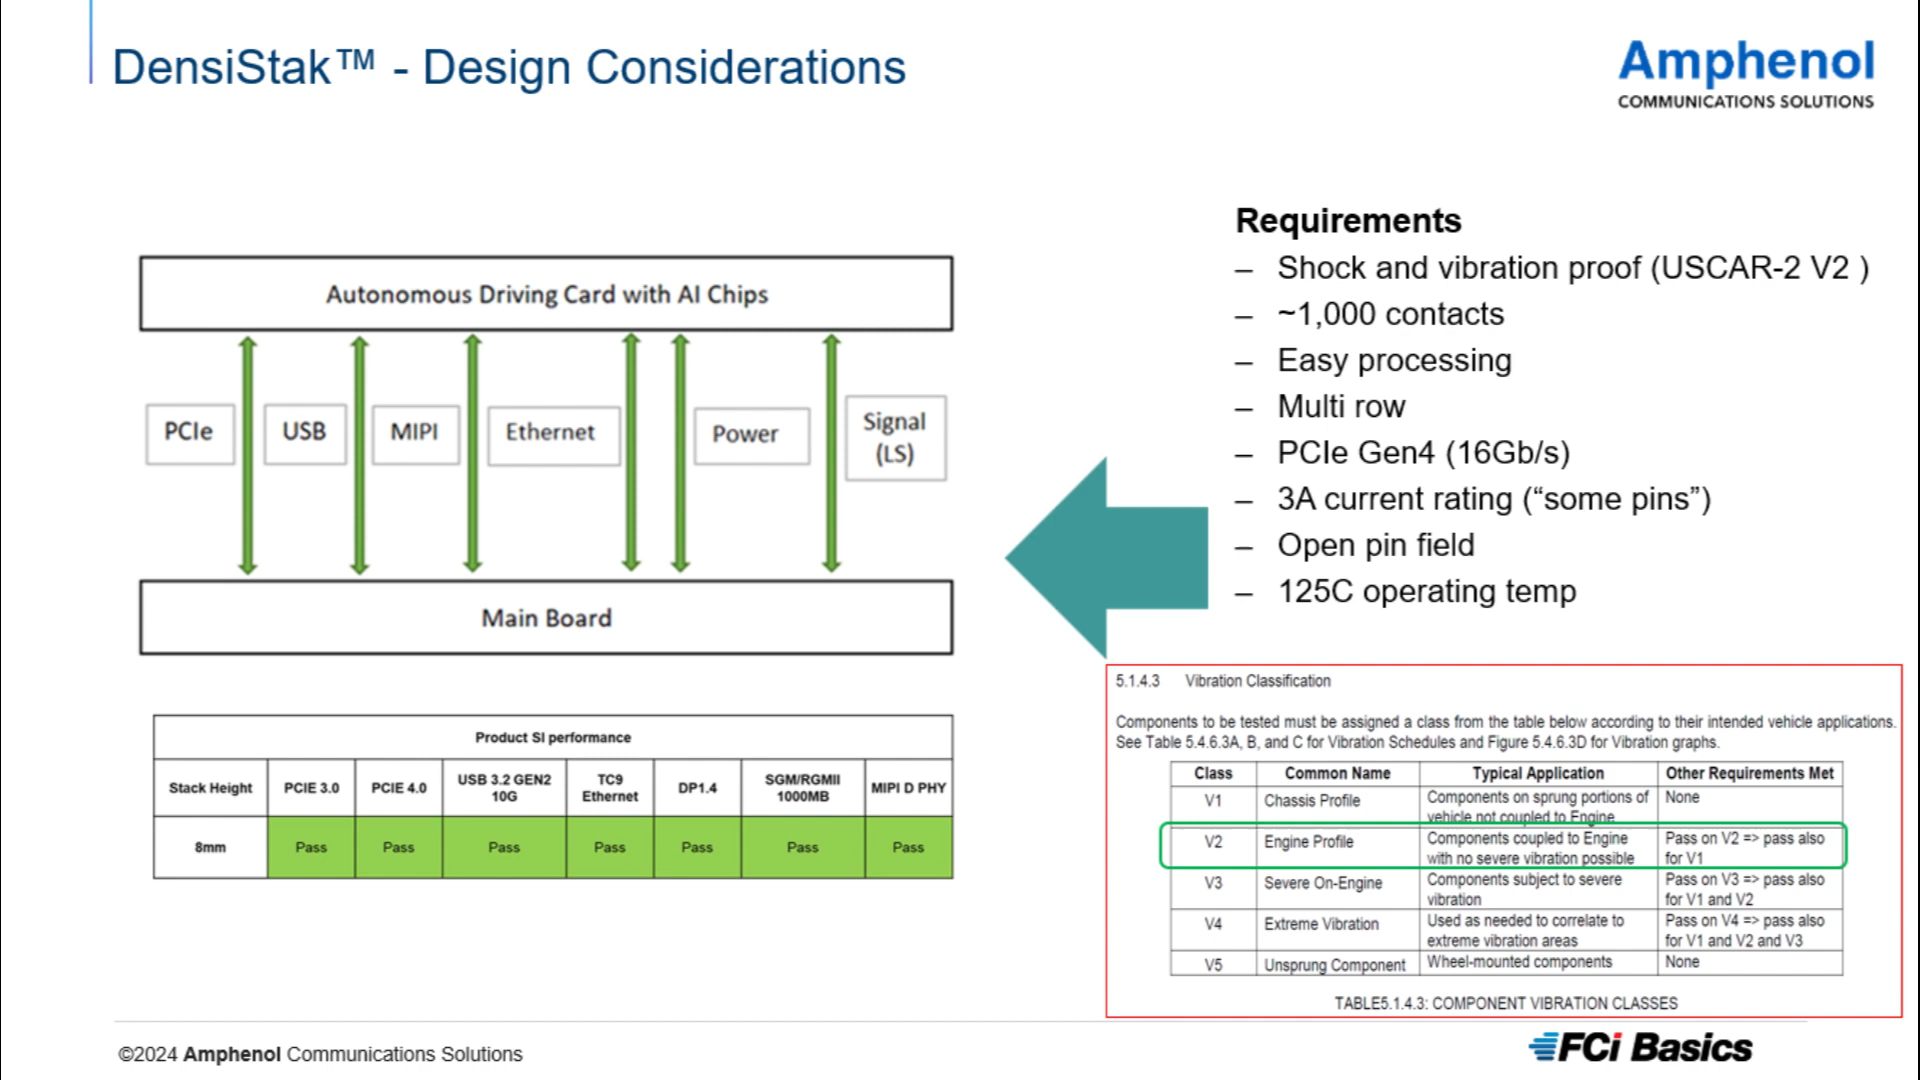 DensiStak™ - Design Considerations
Amphenol
COMMUNICATIONS SOLUTIONS
Autonomous Driving Card with AI Chips
PCIe
USB
MIPI
Ethernet
Power
Signal
(LS)
Main Board
Product SI performance
Stack Height PCIE 3.0 PCIE 4.0 USB 3.2 GEN2 10G TC9 Ethernet DP1.4 SGM/RGMII 1000MB MIPI D PHY
8mm Pass Pass Pass Pass Pass Pass Pass
Requirements
– Shock and vibration proof (USCAR-2 V2 )
– ~1,000 contacts
– Easy processing
– Multi row
– PCIe Gen4 (16Gb/s)
– 3A current rating (“some pins”)
– Open pin field
– 125C operating temp
5.1.4.3 Vibration Classification
Components to be tested must be assigned a class from the table below according to their intended vehicle applications.
See Table 5.4.6.3A, B, and C for Vibration Schedules and Figure 5.4.6.3D for Vibration graphs.
Class Common Name Typical Application Other Requirements Met
V1 Chassis Profile Components on sprung portions of vehicle not coupled to Engine None
V2 Engine Profile Components coupled to Engine with no severe vibration possible Pass on V2 => pass also for V1
V3 Severe On-Engine Components subject to severe vibration Pass on V3 => pass also for V1 and V2
V4 Extreme Vibration Used as needed to correlate to extreme vibration areas Pass on V4 => pass also for V1 and V2 and V3
V5 Unsprung Component Wheel-mounted components None
TABLE5.1.4.3: COMPONENT VIBRATION CLASSES
©2024 Amphenol Communications Solutions
FCi Basics